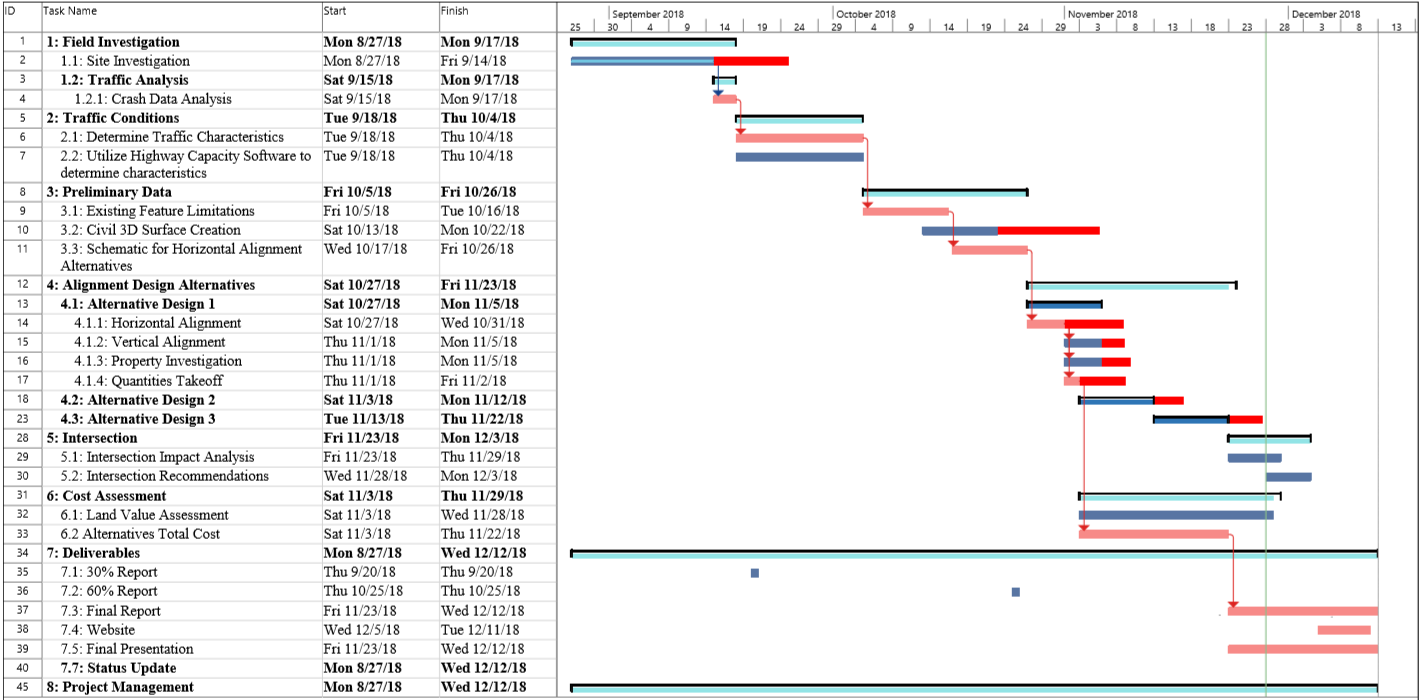 ID Task Name Start Finish
September 2018 October 2018 November 2018 December 2018
25 30 4 9 14 19 24 29 4 9 14 19 24 29 3 8 13 18 23 28 3 8 13
1 1: Field Investigation Mon 8/27/18 Mon 9/17/18
2 1.1: Site Investigation Mon 8/27/18 Fri 9/14/18
3 1.2: Traffic Analysis Sat 9/15/18 Mon 9/17/18
4 1.2.1: Crash Data Analysis Sat 9/15/18 Mon 9/17/18
5 2: Traffic Conditions Tue 9/18/18 Thu 10/4/18
6 2.1: Determine Traffic Characteristics Tue 9/18/18 Thu 10/4/18
7 2.2: Utilize Highway Capacity Software to Tue 9/18/18 Thu 10/4/18
determine characteristics
8 3: Preliminary Data Fri 10/5/18 Fri 10/26/18
9 3.1: Existing Feature Limitations Fri 10/5/18 Tue 10/16/18
10 3.2: Civil 3D Surface Creation Sat 10/13/18 Mon 10/22/18
11 3.3: Schematic for Horizontal Alignment Wed 10/17/18 Fri 10/26/18
Alternatives
12 4: Alignment Design Alternatives Sat 10/27/18 Fri 11/23/18
13 4.1: Alternative Design 1 Sat 10/27/18 Mon 11/5/18
14 4.1.1: Horizontal Alignment Sat 10/27/18 Wed 10/31/18
15 4.1.2: Vertical Alignment Thu 11/1/18 Mon 11/5/18
16 4.1.3: Property Investigation Thu 11/1/18 Mon 11/5/18
17 4.1.4: Quantities Takeoff Thu 11/1/18 Fri 11/2/18
18 4.2: Alternative Design 2 Sat 11/3/18 Mon 11/12/18
23 4.3: Alternative Design 3 Tue 11/13/18 Thu 11/22/18
28 5: Intersection Fri 11/23/18 Mon 12/3/18
29 5.1: Intersection Impact Analysis Fri 11/23/18 Thu 11/29/18
30 5.2: Intersection Recommendations Wed 11/28/18 Mon 12/3/18
31 6: Cost Assessment Sat 11/3/18 Thu 11/29/18
32 6.1: Land Value Assessment Sat 11/3/18 Wed 11/28/18
33 6.2 Alternatives Total Cost Sat 11/3/18 Thu 11/22/18
34 7: Deliverables Mon 8/27/18 Wed 12/12/18
35 7.1: 30% Report Thu 9/20/18 Thu 9/20/18
36 7.2: 60% Report Thu 10/25/18 Thu 10/25/18
37 7.3: Final Report Fri 11/23/18 Wed 12/12/18
38 7.4: Website Wed 12/5/18 Tue 12/11/18
39 7.5: Final Presentation Fri 11/23/18 Wed 12/12/18
40 7.7: Status Update Mon 8/27/18 Wed 12/12/18
45 8: Project Management Mon 8/27/18 Wed 12/12/18